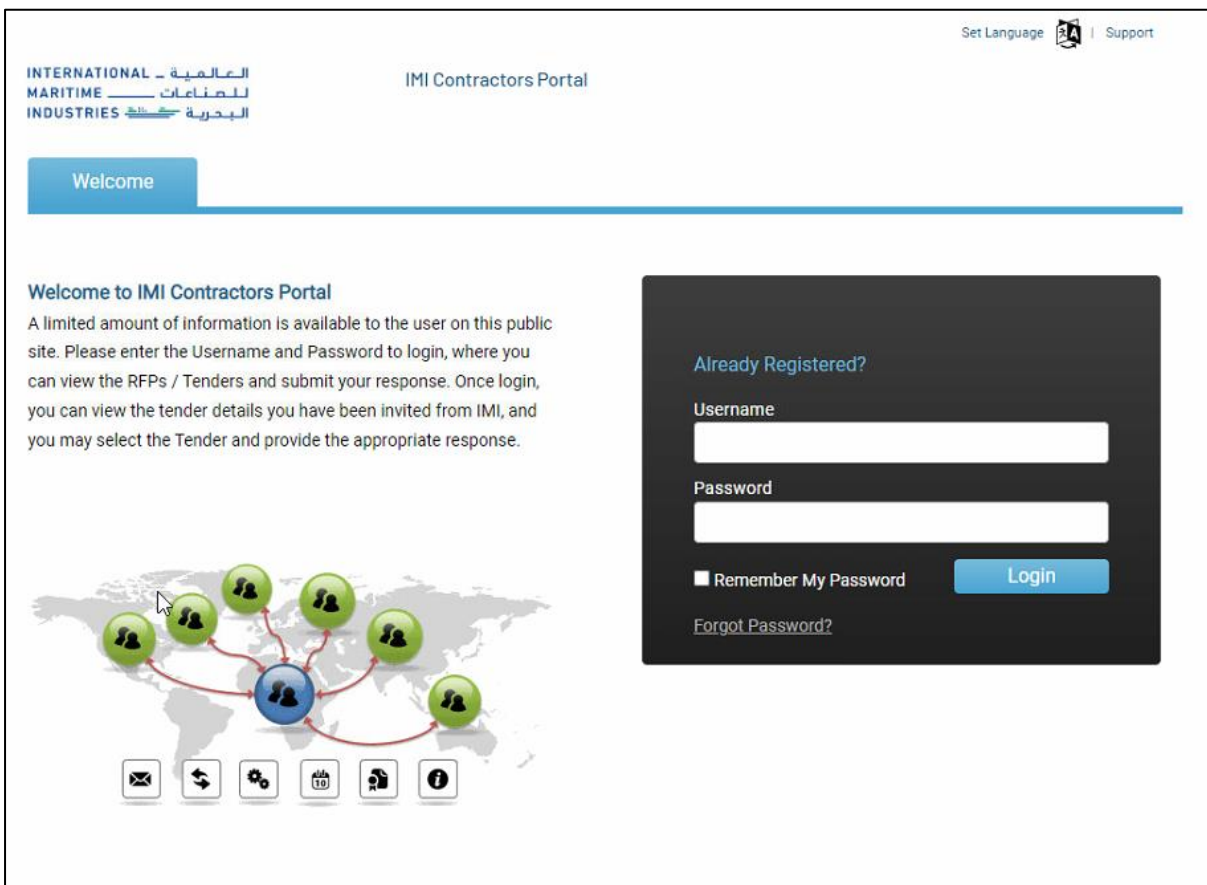 Set Language | Support
INTERNATIONAL العالمية
MARITIME للصناعات
INDUSTRIES البحرية
IMI Contractors Portal
Welcome
Welcome to IMI Contractors Portal
A limited amount of information is available to the user on this public
site. Please enter the Username and Password to login, where you
can view the RFPs / Tenders and submit your response. Once login,
you can view the tender details you have been invited from IMI, and
you may select the Tender and provide the appropriate response.
Already Registered?
Username
Password
Remember My Password
Login
Forgot Password?
10